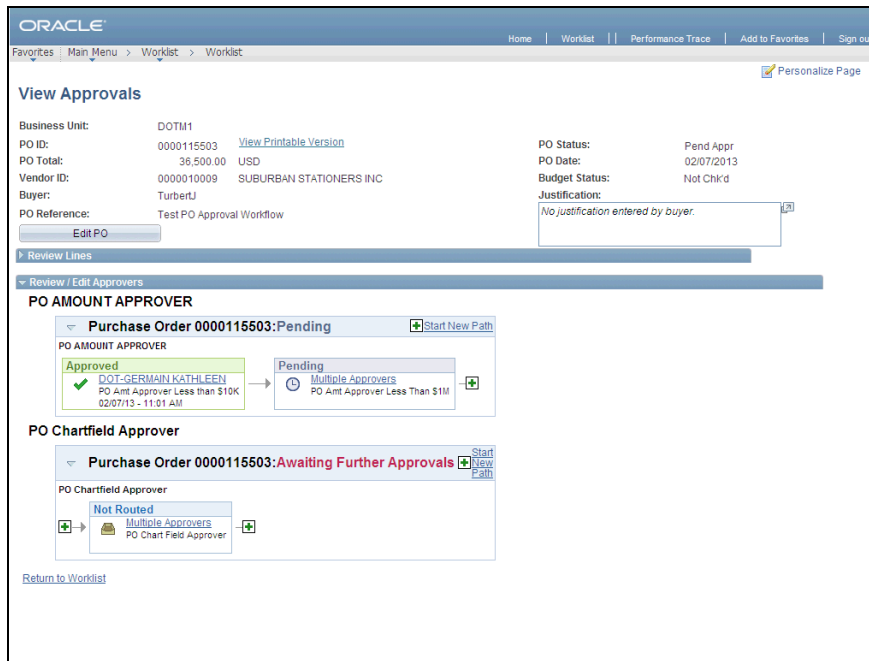 ORACLE
Home | Worklist | | Performance Trace | Add to Favorites | Sign ou
Favorites Main Menu > Worklist > Worklist
Personalize Page
View Approvals
Business Unit: DOTM1
PO ID: 0000115503 View Printable Version PO Status: Pend Appr
PO Total: 36,500.00 USD PO Date: 02/07/2013
Vendor ID: 0000010009 SUBURBAN STATIONERS INC Budget Status: Not Chk'd
Buyer: TurbertJ Justification:
No justification entered by buyer.
PO Reference: Test PO Approval Workflow
Edit PO
Review Lines
Review / Edit Approvers
PO AMOUNT APPROVER
Purchase Order 0000115503:Pending Start New Path
PO AMOUNT APPROVER
Approved Pending
DOT-GERMAIN KATHLEEN Multiple Approvers
PO Amt Approver Less than $10K PO Amt Approver Less Than $1M
02/07/13 - 11:01 AM
PO Chartfield Approver
Purchase Order 0000115503:Awaiting Further Approvals Start New Path
PO Chartfield Approver
Not Routed
Multiple Approvers
PO Chart Field Approver
Return to Worklist